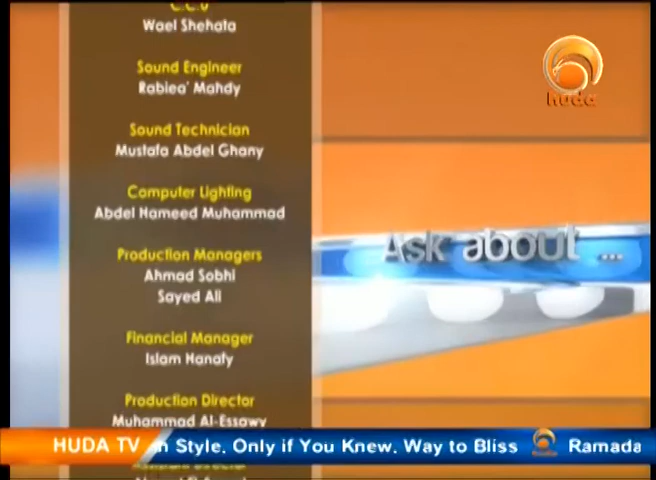 C.C.U
Wael Shehata
Sound Engineer
Rabiea' Mahdy
Sound Technician
Mustafa Abdel Ghany
Computer Lighting
Abdel Hameed Muhammad
Production Managers
Ahmad Sobhi
Sayed Ali
Financial Manager
Islam Hanafy
Production Director
Muhammad Al-Essawy
huda
Ask about ...
HUDA TV
Style. Only if You Knew. Way to Bliss
Ramada